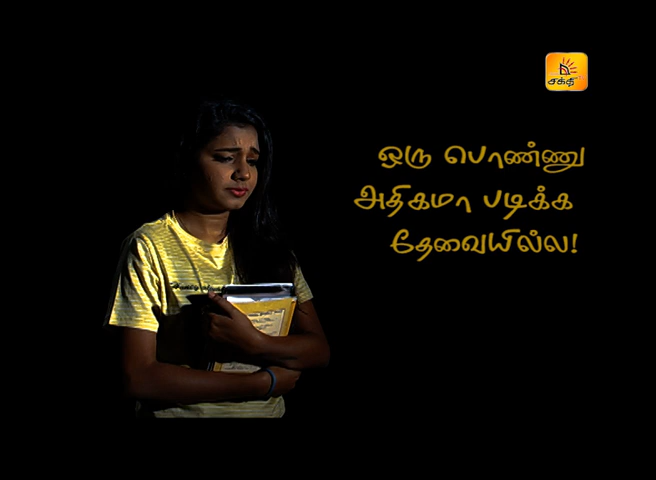 சக்தி
ஒரு பொண்ணு
அதிகமா படிக்க
தேவையில்ல!